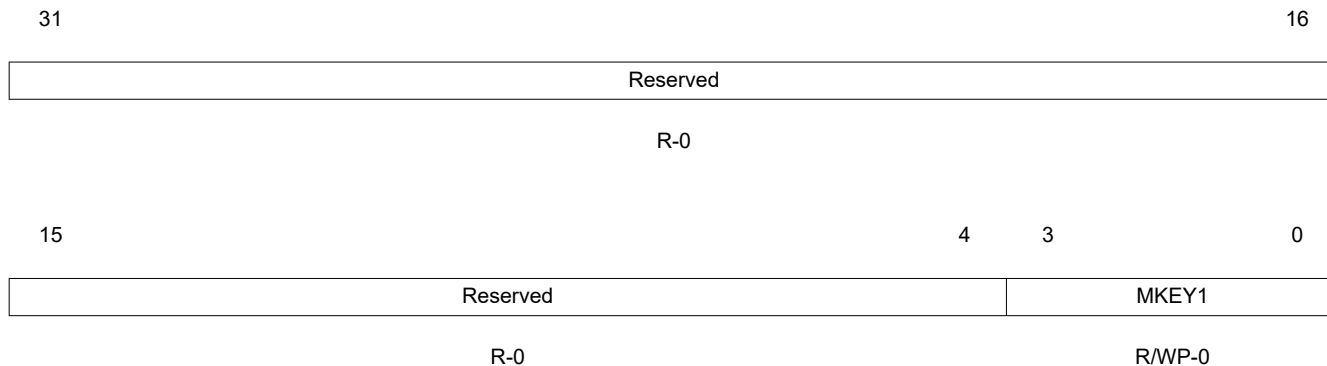 31 16
Reserved
R-0
15 4 3 0
Reserved MKEY1
R-0 R/WP-0